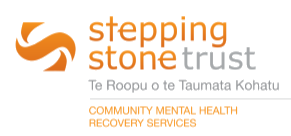 stepping
stone trust
Te Roopu o te Taumata Kohatu
COMMUNITY MENTAL HEALTH
RECOVERY SERVICES